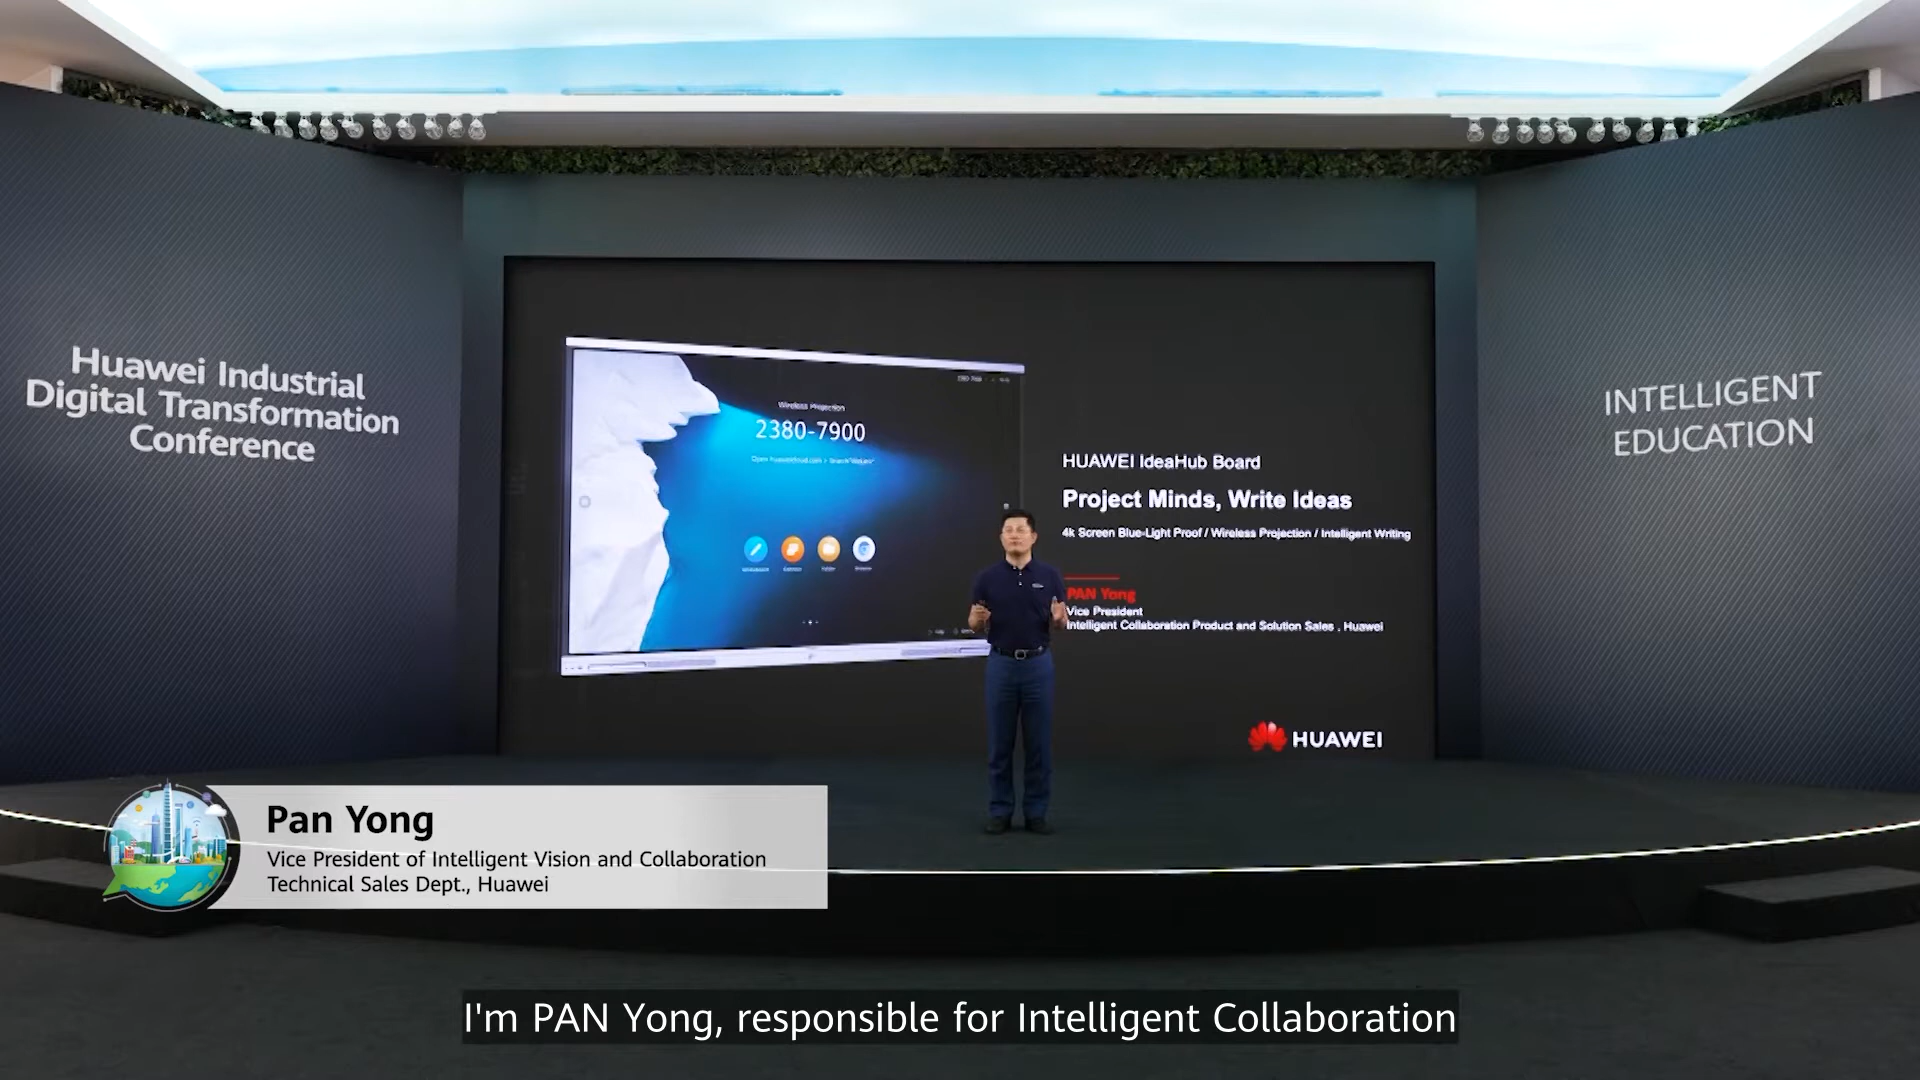 Huawei Industrial
Digital Transformation
Conference
Wireless Projection
2380-7900
HUAWEI IdeaHub Board
Project Minds, Write Ideas
4k Screen Blue-Light Proof / Wireless Projection / Intelligent Writing
PAN Yong
Vice President
Intelligent Collaboration Product and Solution Sales , Huawei
HUAWEI
INTELLIGENT
EDUCATION
Pan Yong
Vice President of Intelligent Vision and Collaboration
Technical Sales Dept., Huawei
I'm PAN Yong, responsible for Intelligent Collaboration